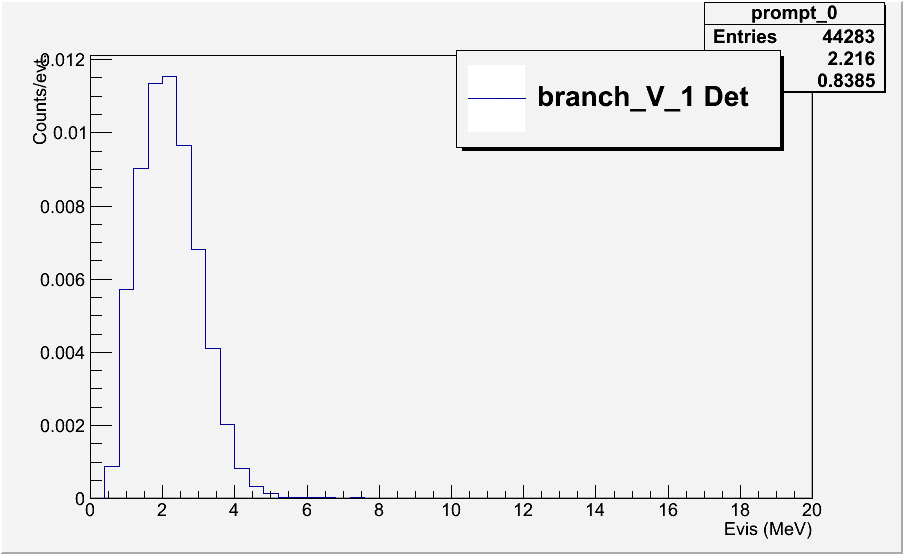 prompt_0
Entries 44283
2.216
0.8385
branch_V_1 Det
Counts/evt
0.012
0.01
0.008
0.006
0.004
0.002
0
0 2 4 6 8 10 12 14 16 18 20
Evis (MeV)